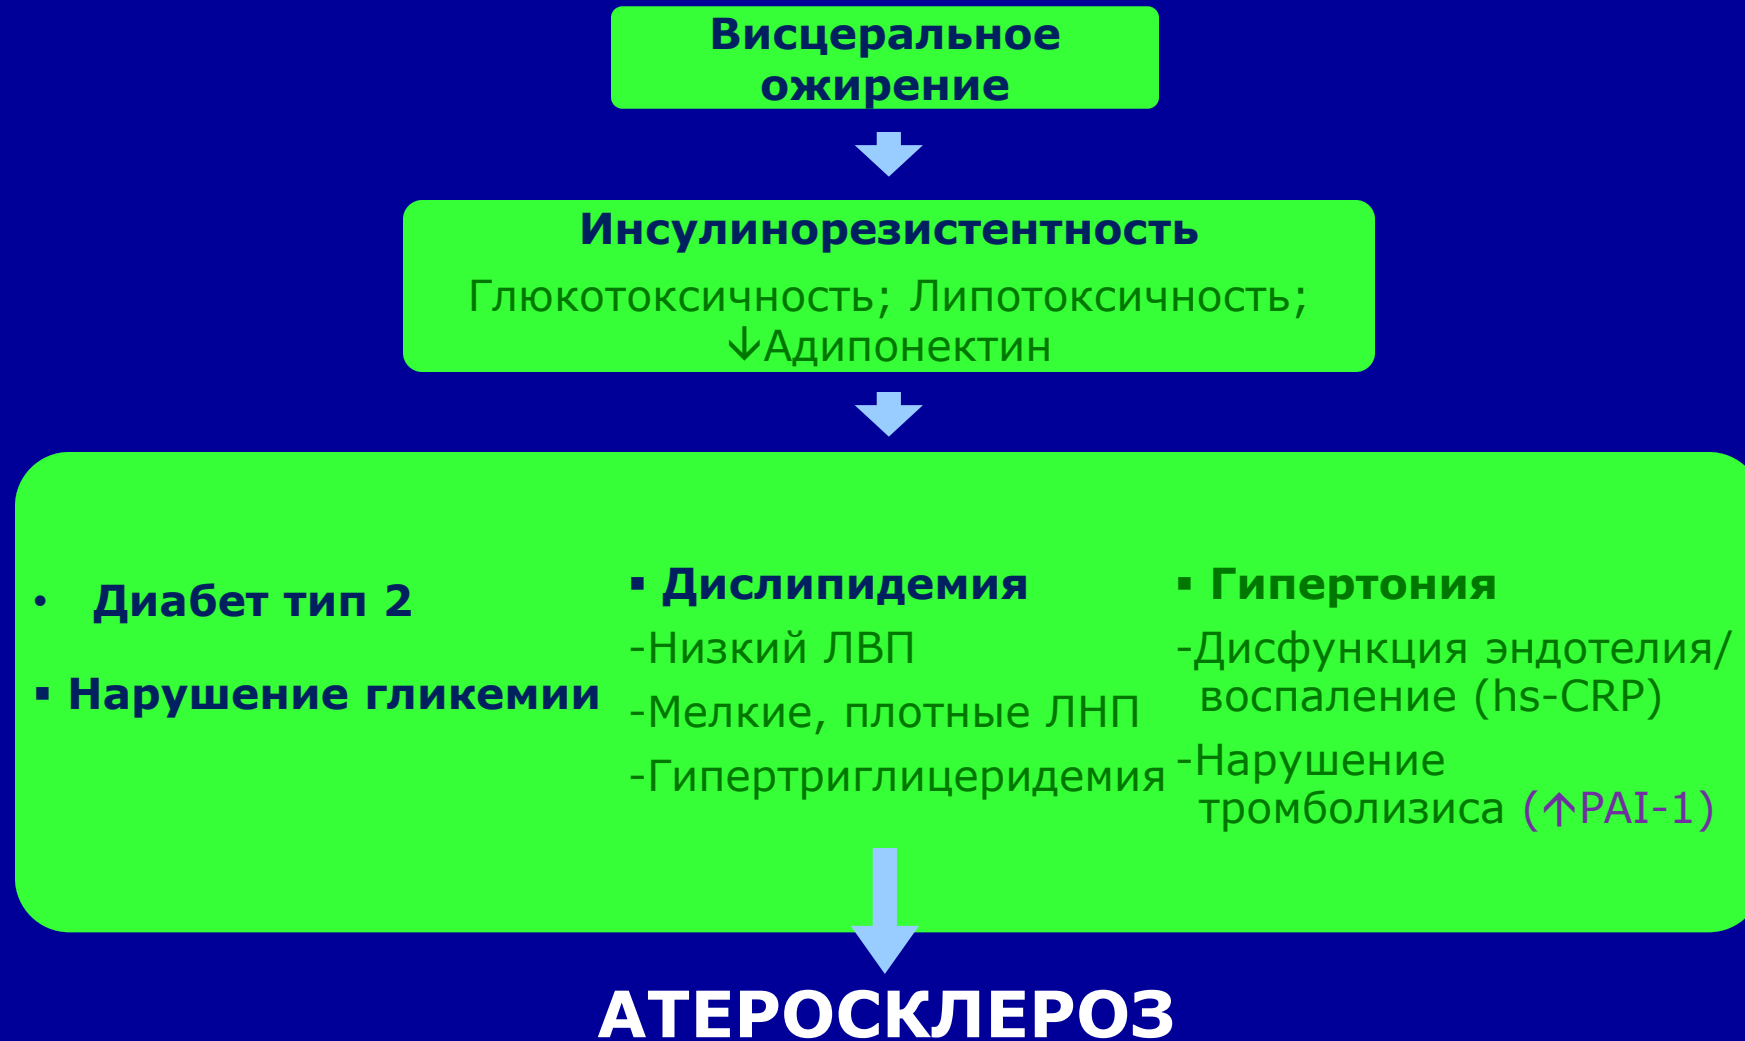 Висцеральное
ожирение
Инсулинорезистентность
Глюкотоксичность; Липотоксичность;
↓Адипонектин
• Диабет тип 2
▪ Нарушение гликемии
▪ Дислипидемия
-Низкий ЛВП
-Мелкие, плотные ЛНП
-Гипертриглицеридемия
▪ Гипертония
-Дисфункция эндотелия/
воспаление (hs-CRP)
-Нарушение
тромболизиса (↑PAI-1)
АТЕРОСКЛЕРОЗ